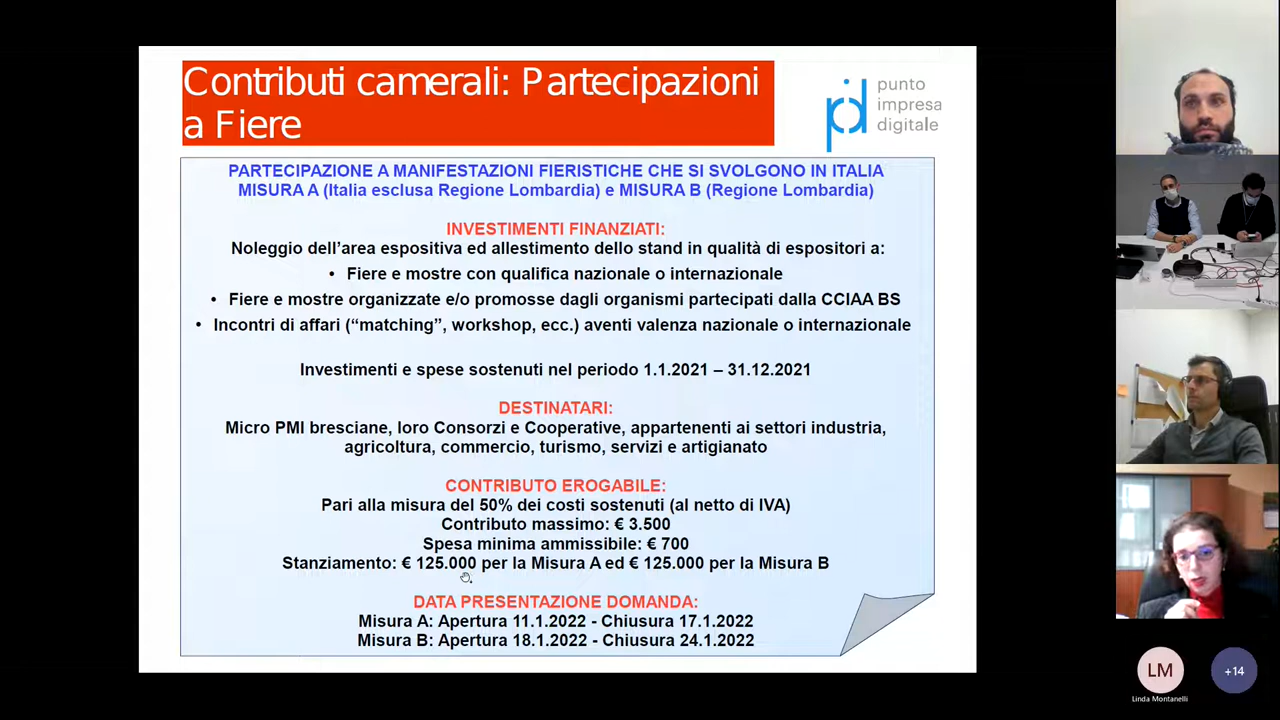 Contributi camerali: Partecipazioni
a Fiere
punto
impresa
digitale
PARTECIPAZIONE A MANIFESTAZIONI FIERISTICHE CHE SI SVOLGONO IN ITALIA
MISURA A (Italia esclusa Regione Lombardia) e MISURA B (Regione Lombardia)
INVESTIMENTI FINANZIATI:
Noleggio dell'area espositiva ed allestimento dello stand in qualità di espositori a:
• Fiere e mostre con qualifica nazionale o internazionale
• Fiere e mostre organizzate e/o promosse dagli organismi partecipati dalla CCIAA BS
• Incontri di affari (“matching”, workshop, ecc.) aventi valenza nazionale o internazionale
Investimenti e spese sostenuti nel periodo 1.1.2021 – 31.12.2021
DESTINATARI:
Micro PMI bresciane, loro Consorzi e Cooperative, appartenenti ai settori industria,
agricoltura, commercio, turismo, servizi e artigianato
CONTRIBUTO EROGABILE:
Pari alla misura del 50% dei costi sostenuti (al netto di IVA)
Contributo massimo: € 3.500
Spesa minima ammissibile: € 700
Stanziamento: € 125.000 per la Misura A ed € 125.000 per la Misura B
DATA PRESENTAZIONE DOMANDA:
Misura A: Apertura 11.1.2022 - Chiusura 17.1.2022
Misura B: Apertura 18.1.2022 - Chiusura 24.1.2022
LM
+14
Linda Montanelli